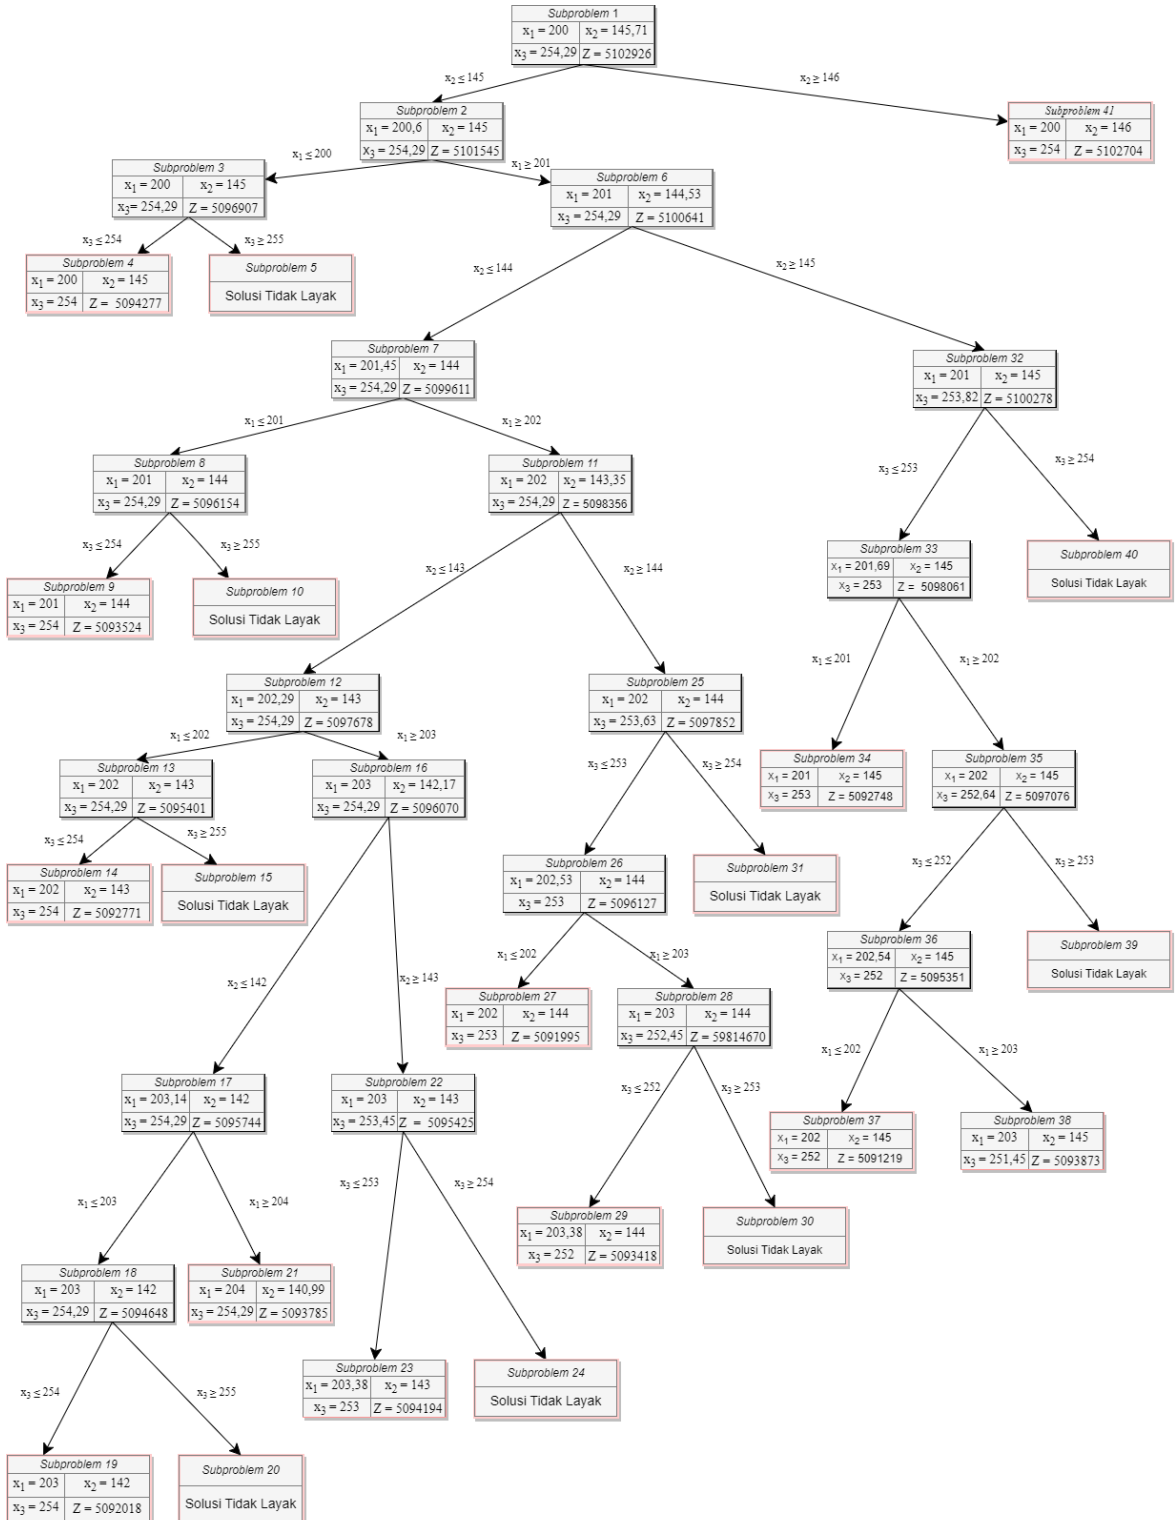 Subproblem 1
x₁ = 200 x₂ = 145,71
x₃ = 254,29 Z = 5102926
x₂ ≤ 145
x₂ ≥ 146
Subproblem 2
x₁ = 200,6 x₂ = 145
x₃ = 254,29 Z = 5101545
Subproblem 41
x₁ = 200 x₂ = 146
x₃ = 254 Z = 5102704
x₁ ≤ 200
x₁ ≥ 201
Subproblem 3
x₁ = 200 x₂ = 145
x₃= 254,29 Z = 5096907
Subproblem 6
x₁ = 201 x₂ = 144,53
x₃ = 254,29 Z = 5100641
x₃ ≤ 254
x₃ ≥ 255
Subproblem 4
x₁ = 200 x₂ = 145
x₃ = 254 Z = 5094277
Subproblem 5
Solusi Tidak Layak
x₂ ≤ 144
x₂ ≥ 145
Subproblem 7
x₁ = 201,45 x₂ = 144
x₃ = 254,29 Z = 5099611
Subproblem 32
x₁ = 201 x₂ = 145
x₃ = 253,82 Z = 5100278
x₁ ≤ 201
x₁ ≥ 202
Subproblem 8
x₁ = 201 x₂ = 144
x₃ = 254,29 Z = 5096154
Subproblem 11
x₁ = 202 x₂ = 143,35
x₃ = 254,29 Z = 5098356
x₃ ≤ 253
x₃ ≥ 254
x₃ ≤ 254
x₃ ≥ 255
Subproblem 9
x₁ = 201 x₂ = 144
x₃ = 254 Z = 5093524
Subproblem 10
Solusi Tidak Layak
x₂ ≤ 143
x₂ ≥ 144
Subproblem 33
x₁ = 201,69 x₂ = 145
x₃ = 253 Z = 5098061
Subproblem 40
Solusi Tidak Layak
x₁ ≤ 201
x₁ ≥ 202
Subproblem 12
x₁ = 202,29 x₂ = 143
x₃ = 254,29 Z = 5097678
Subproblem 25
x₁ = 202 x₂ = 144
x₃ = 253,63 Z = 5097852
x₁ ≤ 202
x₁ ≥ 203
Subproblem 13
x₁ = 202 x₂ = 143
x₃ = 254,29 Z = 5095401
Subproblem 16
x₁ = 203 x₂ = 142,17
x₃ = 254,29 Z = 5096070
x₃ ≤ 253
x₃ ≥ 254
Subproblem 34
x₁ = 201 x₂ = 145
x₃ = 253 Z = 5092748
Subproblem 35
x₁ = 202 x₂ = 145
x₃ = 252,64 Z = 5097076
x₃ ≤ 254
x₃ ≥ 255
Subproblem 14
x₁ = 202 x₂ = 143
x₃ = 254 Z = 5092771
Subproblem 15
Solusi Tidak Layak
Subproblem 26
x₁ = 202,53 x₂ = 144
x₃ = 253 Z = 5096127
Subproblem 31
Solusi Tidak Layak
x₃ ≤ 252
x₃ ≥ 253
x₁ ≤ 202
x₁ ≥ 203
Subproblem 36
x₁ = 202,54 x₂ = 145
x₃ = 252 Z = 5095351
Subproblem 39
Solusi Tidak Layak
x₂ ≤ 142
x₂ ≥ 143
Subproblem 27
x₁ = 202 x₂ = 144
x₃ = 253 Z = 5091995
Subproblem 28
x₁ = 203 x₂ = 144
x₃ = 252,45 Z = 59814670
x₁ ≤ 202
x₁ ≥ 203
Subproblem 17
x₁ = 203,14 x₂ = 142
x₃ = 254,29 Z = 5095744
Subproblem 22
x₁ = 203 x₂ = 143
x₃ = 253,45 Z = 5095425
x₃ ≤ 252
x₃ ≥ 253
Subproblem 37
x₁ = 202 x₂ = 145
x₃ = 252 Z = 5091219
Subproblem 38
x₁ = 203 x₂ = 145
x₃ = 251,45 Z = 5093873
x₁ ≤ 203
x₁ ≥ 204
x₃ ≤ 253
x₃ ≥ 254
Subproblem 29
x₁ = 203,38 x₂ = 144
x₃ = 252 Z = 5093418
Subproblem 30
Solusi Tidak Layak
Subproblem 18
x₁ = 203 x₂ = 142
x₃ = 254,29 Z = 5094648
Subproblem 21
x₁ = 204 x₂ = 140,99
x₃ = 254,29 Z = 5093785
x₃ ≤ 254
x₃ ≥ 255
Subproblem 23
x₁ = 203,38 x₂ = 143
x₃ = 253 Z = 5094194
Subproblem 24
Solusi Tidak Layak
Subproblem 19
x₁ = 203 x₂ = 142
x₃ = 254 Z = 5092018
Subproblem 20
Solusi Tidak Layak